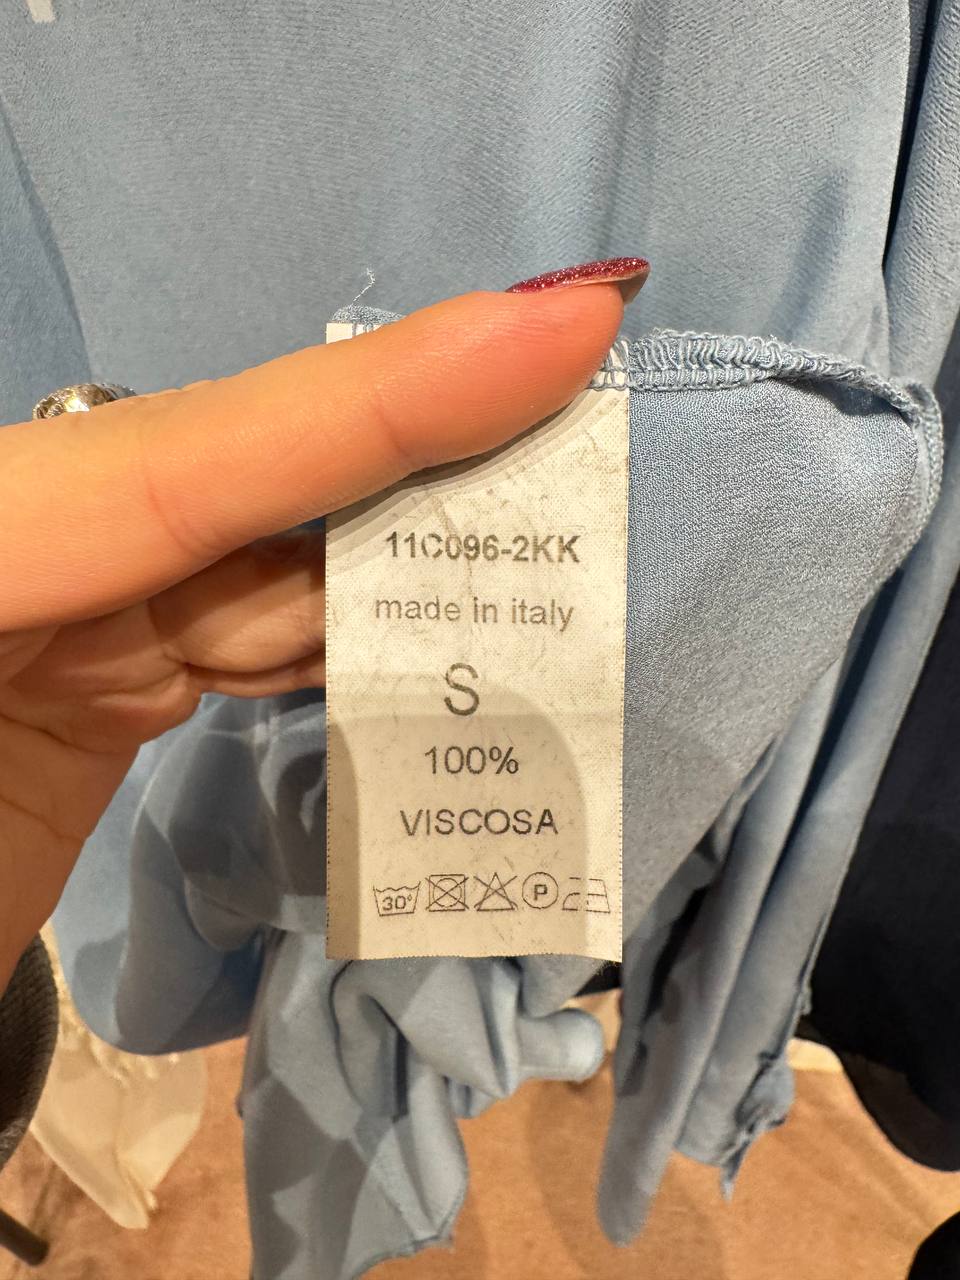 11C096-2KK
made in italy
S
100%
VISCOSA
30°
P